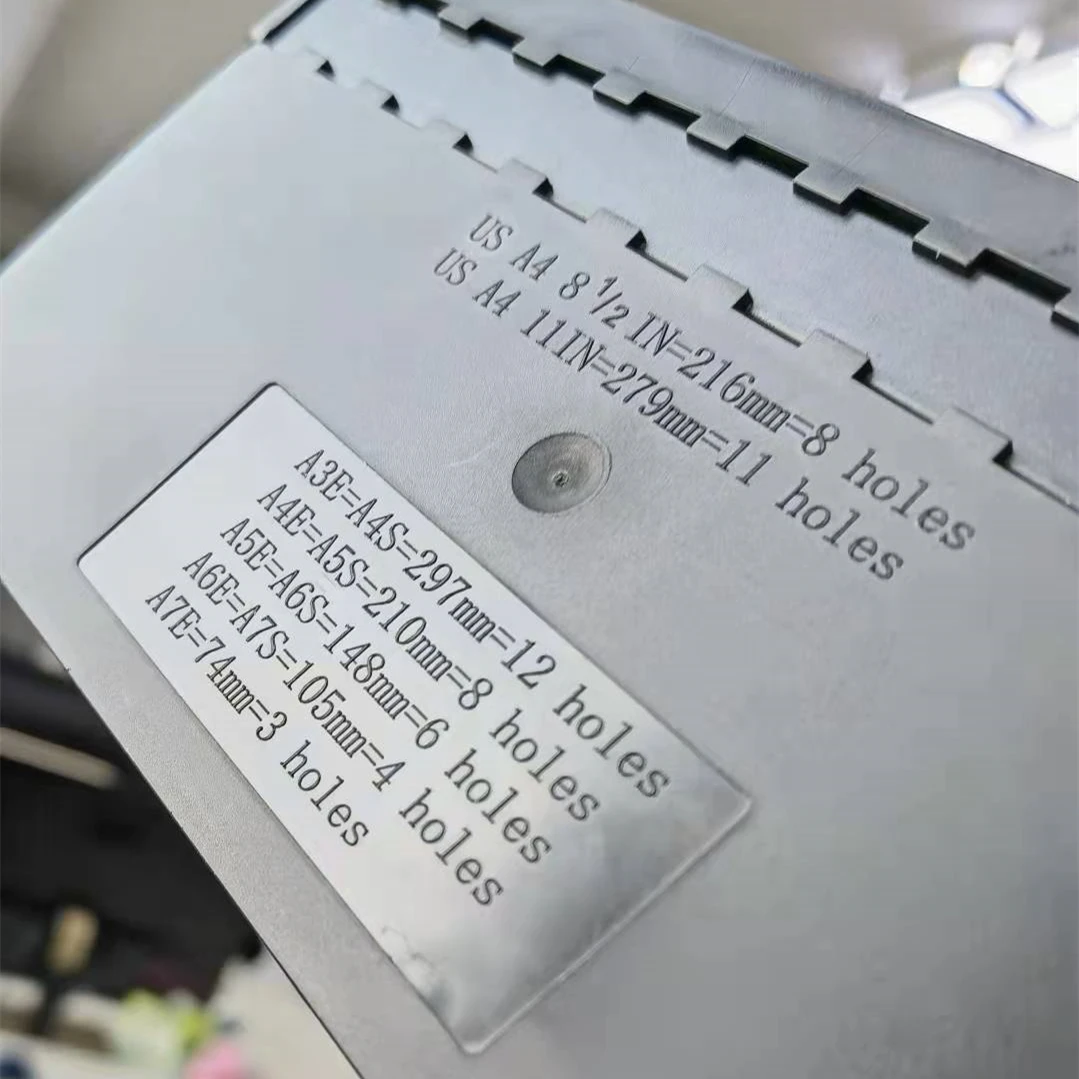 US A4 8 1/2 IN=216mm=8 holes
US A4 11IN=279mm=11 holes
A3E=A4S=297mm=12 holes
A4E=A5S=210mm=8 holes
A5E=A6S=148mm=6 holes
A6E=A7S=105mm=4 holes
A7E=74mm=3 holes